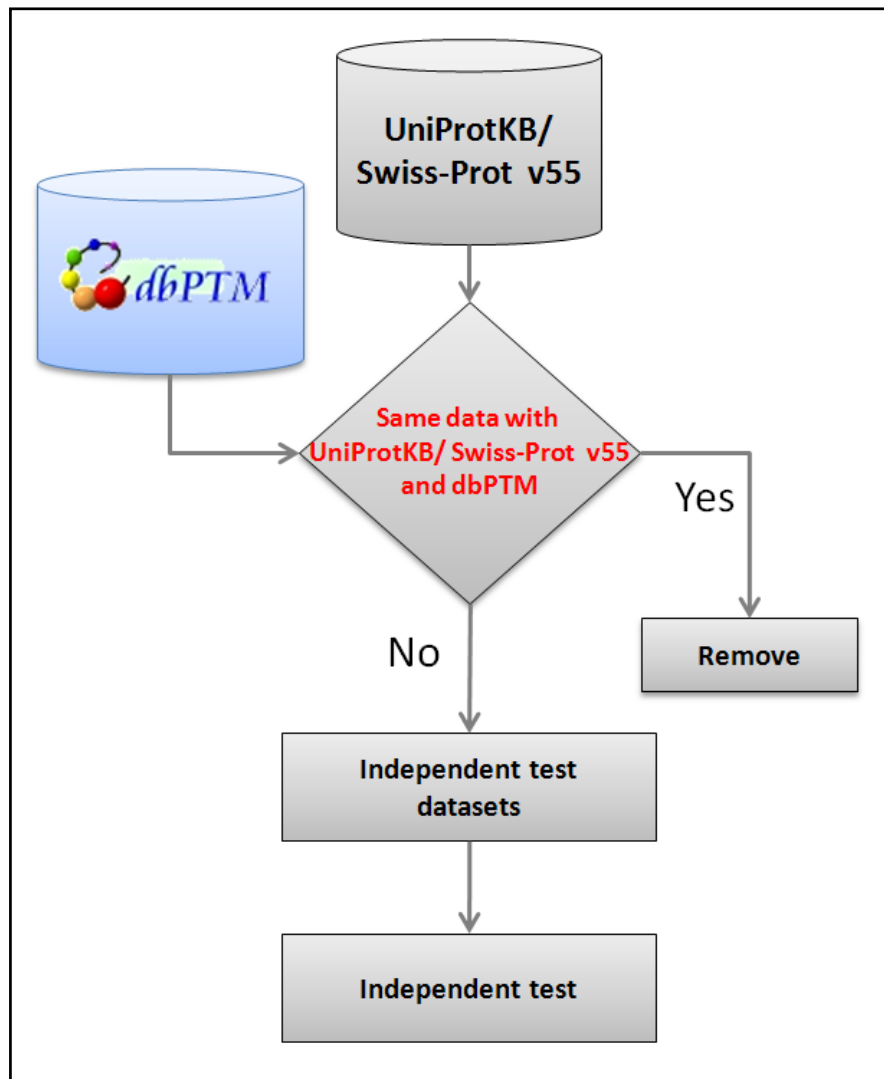 UniProtKB/
Swiss-Prot v55
dbPTM
Same data with
UniProtKB/ Swiss-Prot v55
and dbPTM
Yes
No
Remove
Independent test
datasets
Independent test